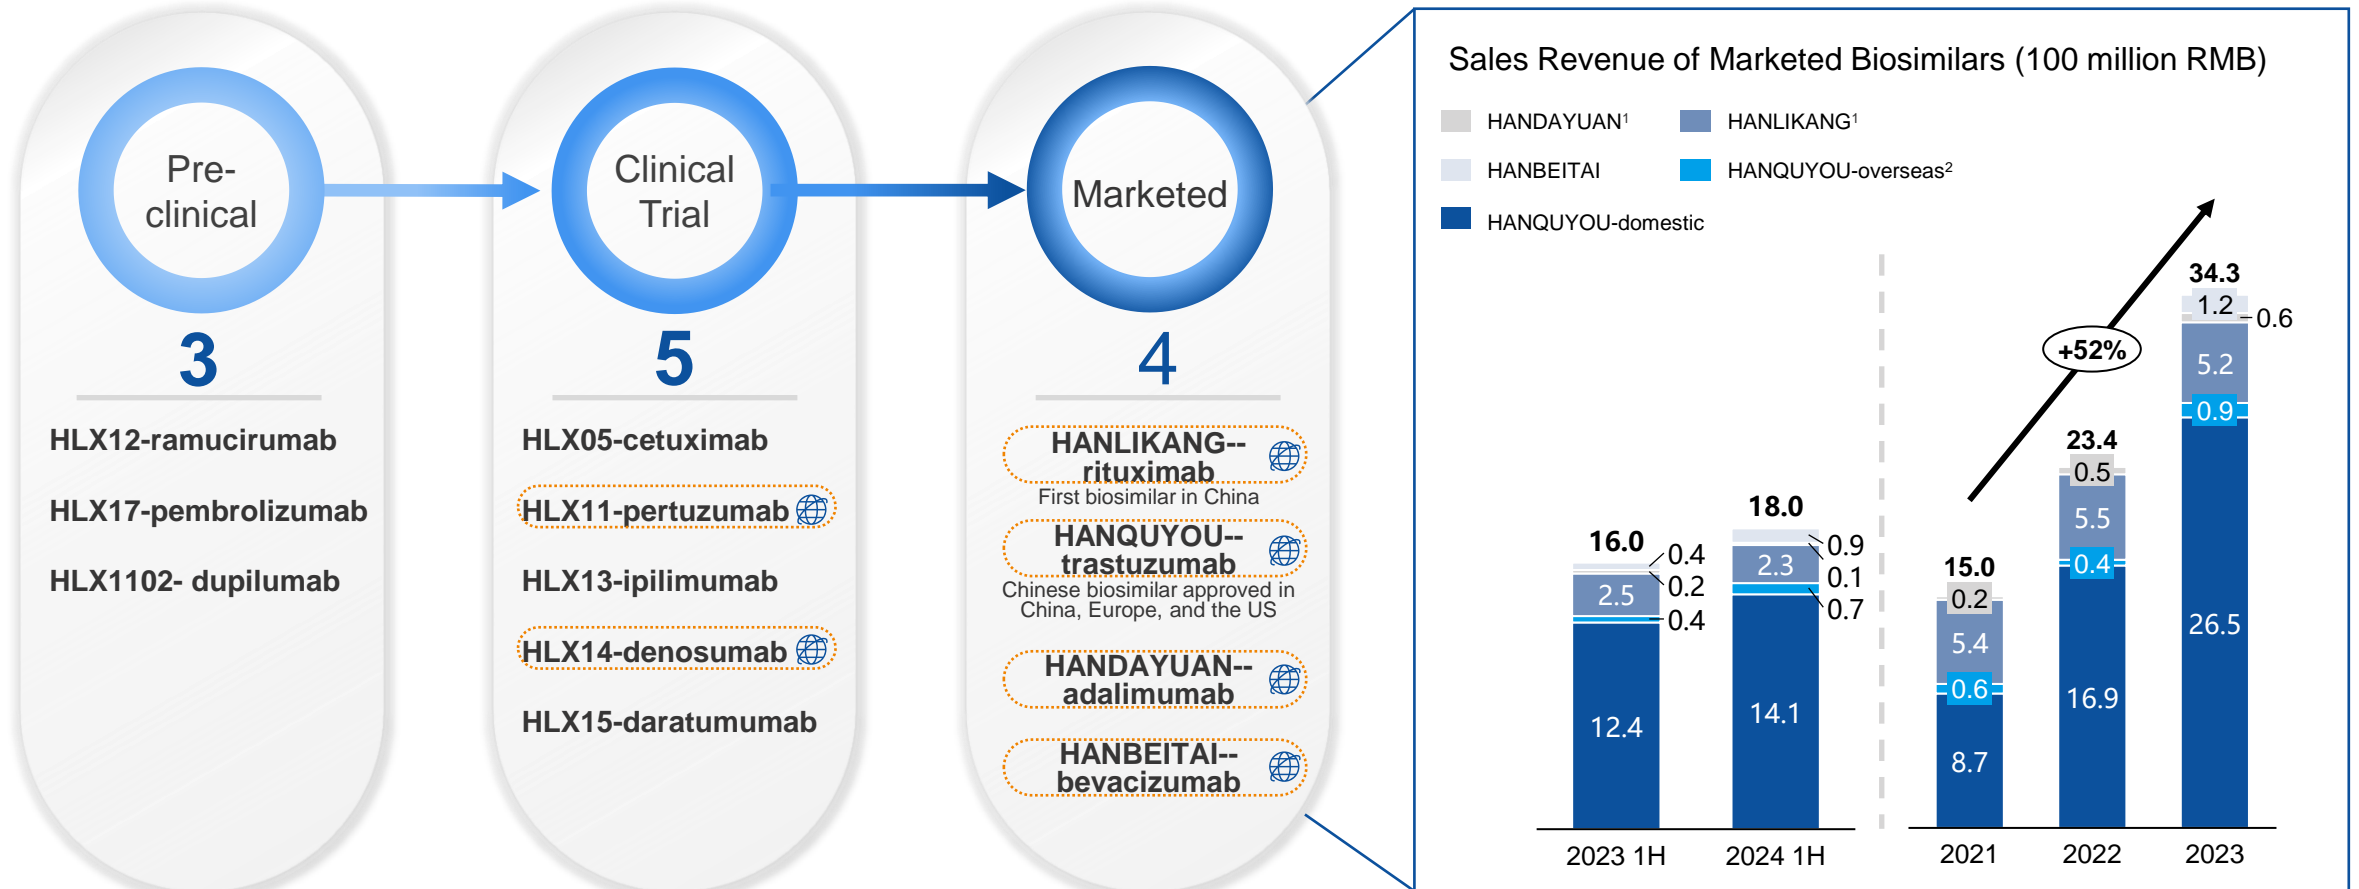 Pre-
clinical
3
HLX12-ramucirumab
HLX17-pembrolizumab
HLX1102- dupilumab
Clinical
Trial
5
HLX05-cetuximab
HLX11-pertuzumab
HLX13-ipilimumab
HLX14-denosumab
HLX15-daratumumab
Marketed
4
HANLIKANG--
rituximab
First biosimilar in China
HANQUYOU--
trastuzumab
Chinese biosimilar approved in
China, Europe, and the US
HANDAYUAN--
adalimumab
HANBEITAI--
bevacizumab
Sales Revenue of Marketed Biosimilars (100 million RMB)
HANDAYUAN¹
HANLIKANG¹
HANBEITAI
HANQUYOU-overseas²
HANQUYOU-domestic
16.0
0.4
0.2
2.5
0.4
12.4
2023 1H
18.0
0.9
0.1
2.3
0.7
14.1
2024 1H
+52%
15.0
0.2
5.4
0.6
8.7
2021
23.4
0.5
5.5
0.4
16.9
2022
34.3
1.2
0.6
5.2
0.9
26.5
2023